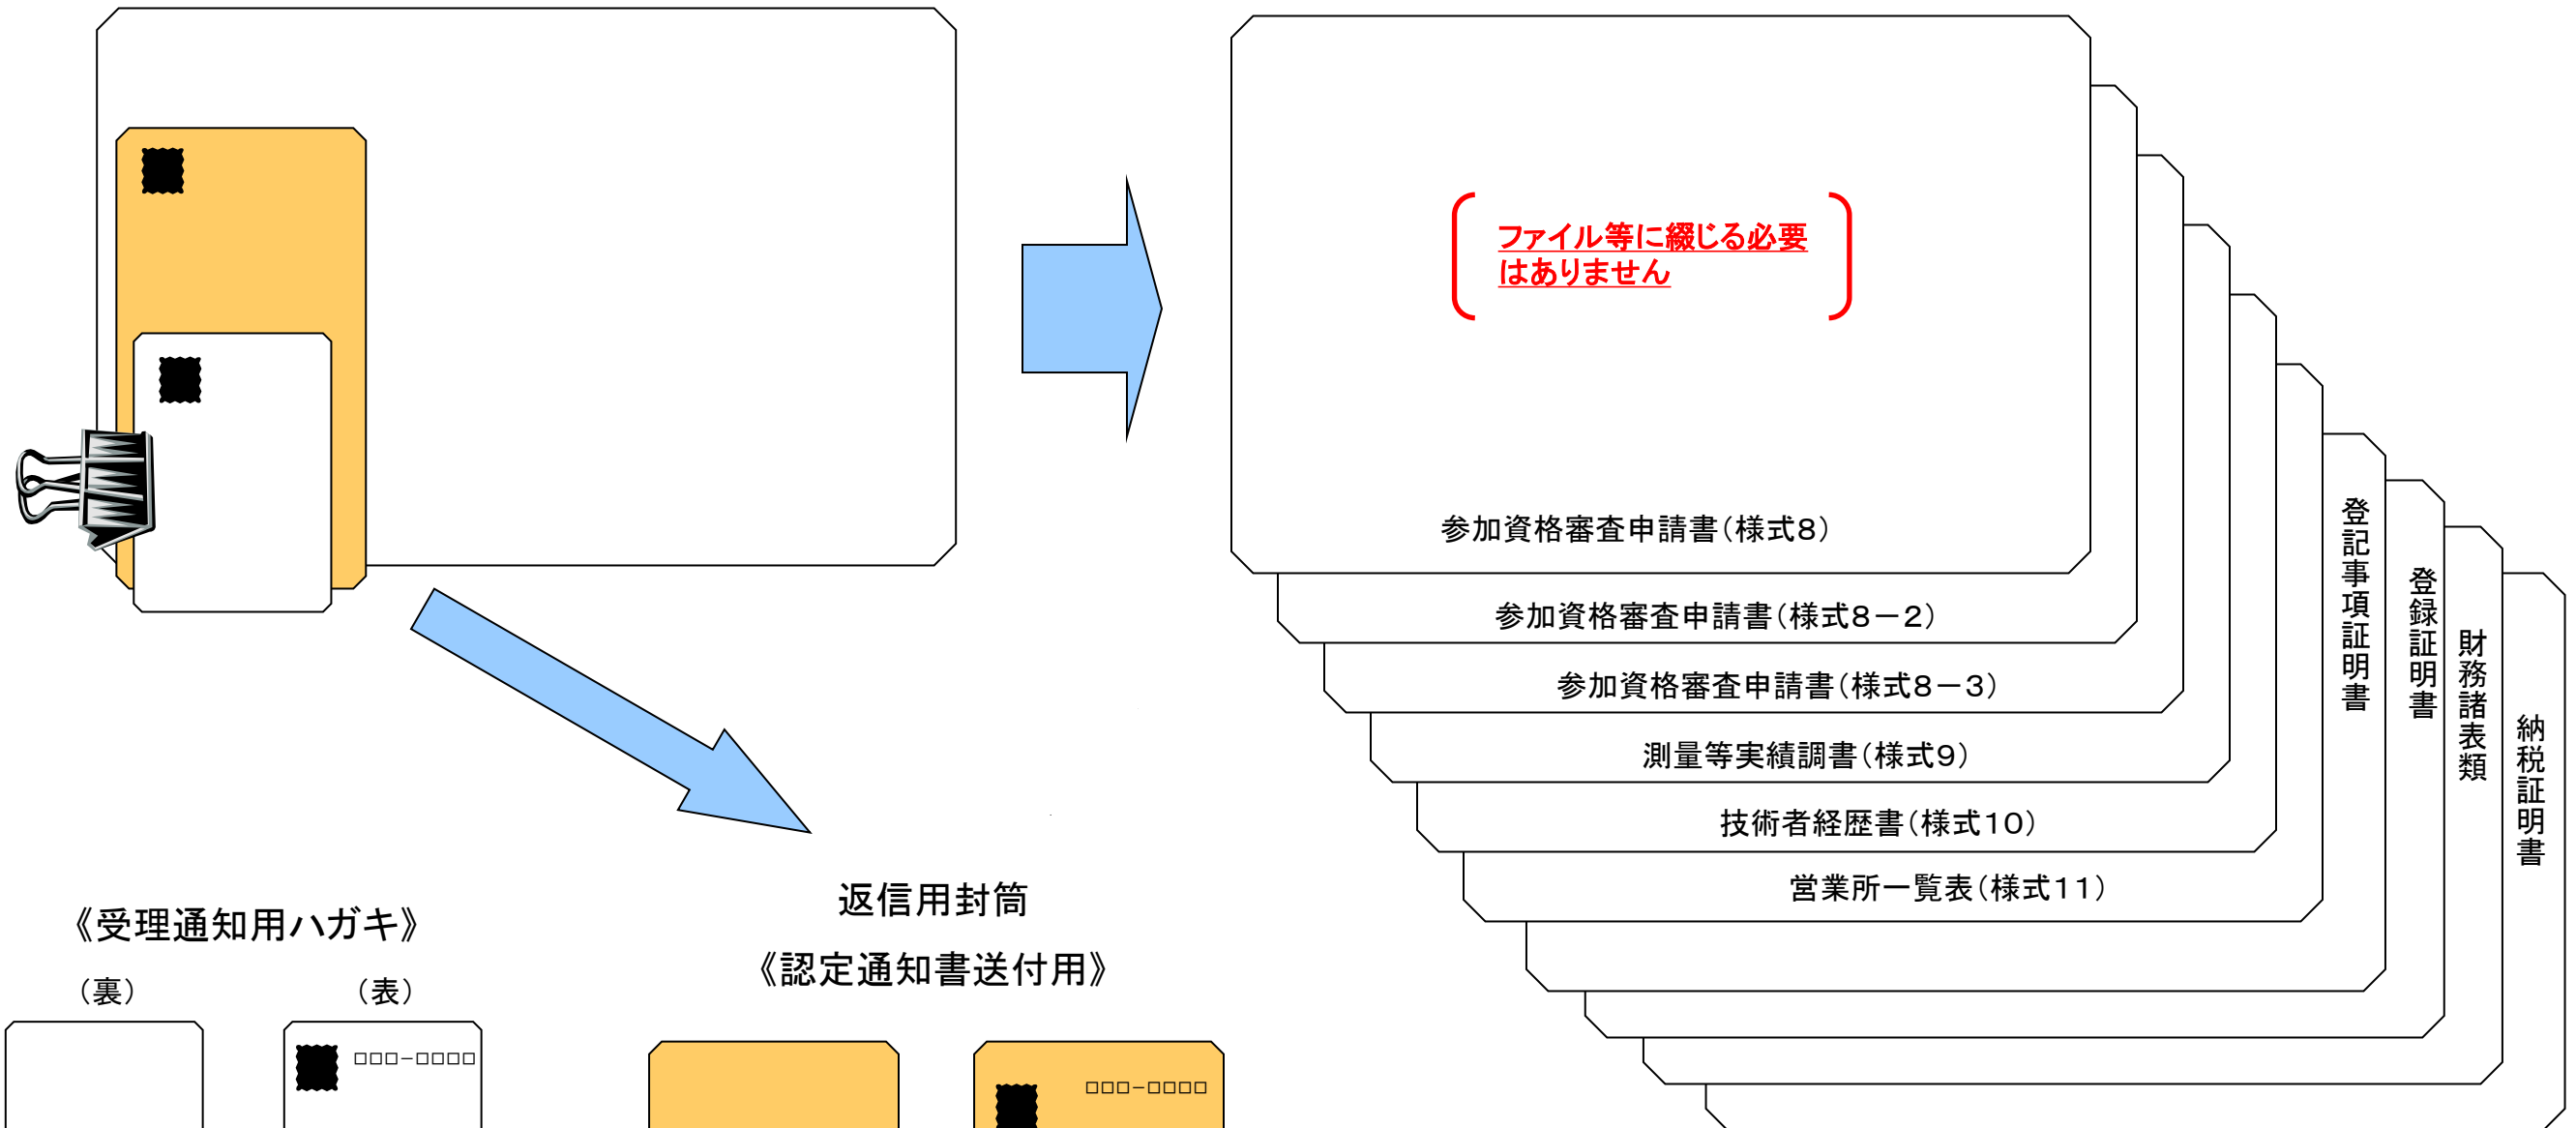 ファイル等に綴じる必要
はありません
参加資格審査申請書(様式8)
参加資格審査申請書(様式8-2)
参加資格審査申請書(様式8-3)
測量等実績調書(様式9)
技術者経歴書(様式10)
営業所一覧表(様式11)
登記事項証明書
登録証明書
財務諸表類
納税証明書
《受理通知用ハガキ》
(裏)
(表)
□□□-□□□□
返信用封筒
《認定通知書送付用》
□□□-□□□□